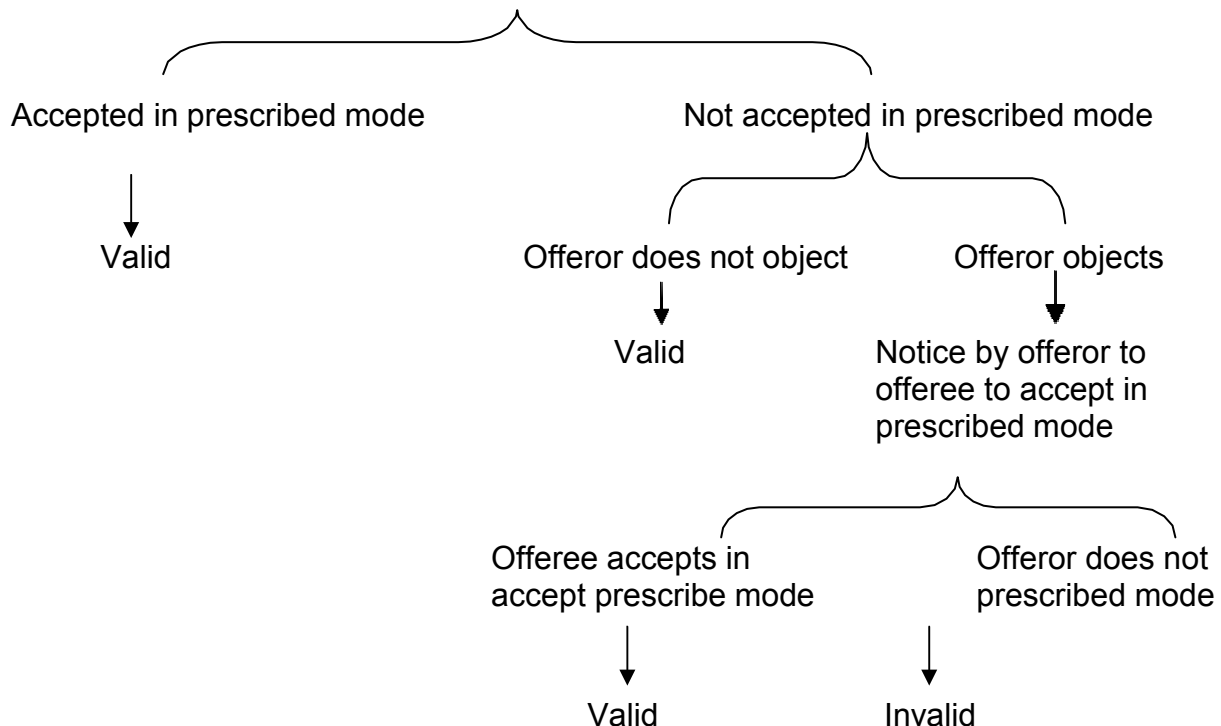 Accepted in prescribed mode
Not accepted in prescribed mode
Valid
Offeror does not object
Offeror objects
Valid
Notice by offeror to
offeree to accept in
prescribed mode
Offeree accepts in
accept prescribe mode
Offeror does not
prescribed mode
Valid
Invalid